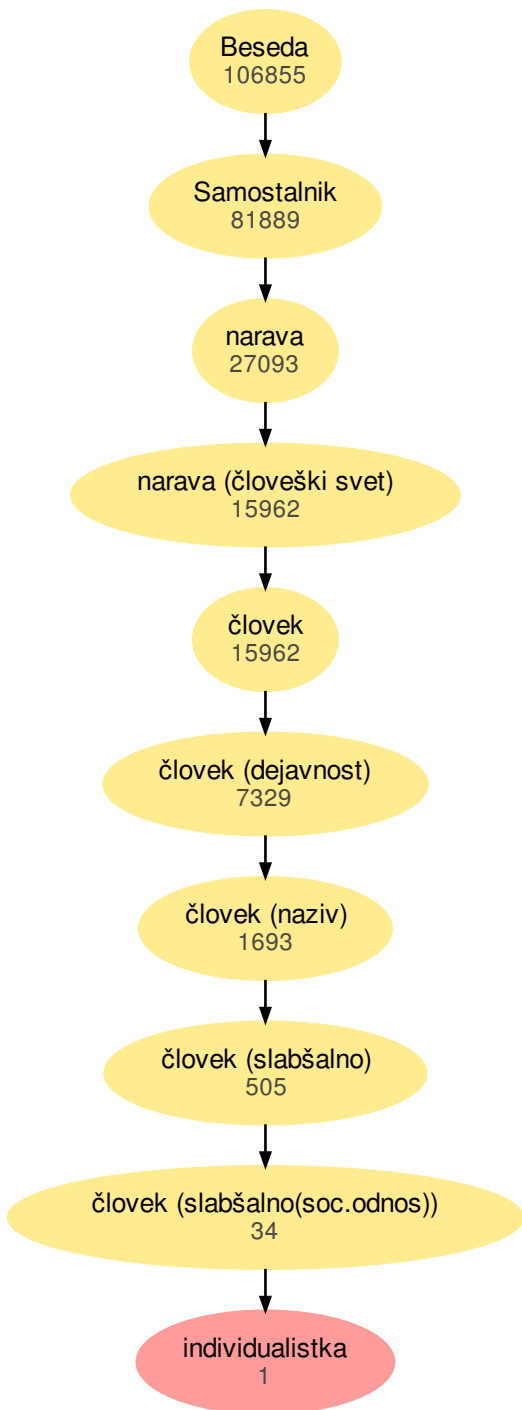 Beseda
106855
Samostalnik
81889
narava
27093
narava (človeški svet)
15962
človek
15962
človek (dejavnost)
7329
človek (naziv)
1693
človek (slabšalno)
505
človek (slabšalno(soc.odnos))
34
individualistka
1